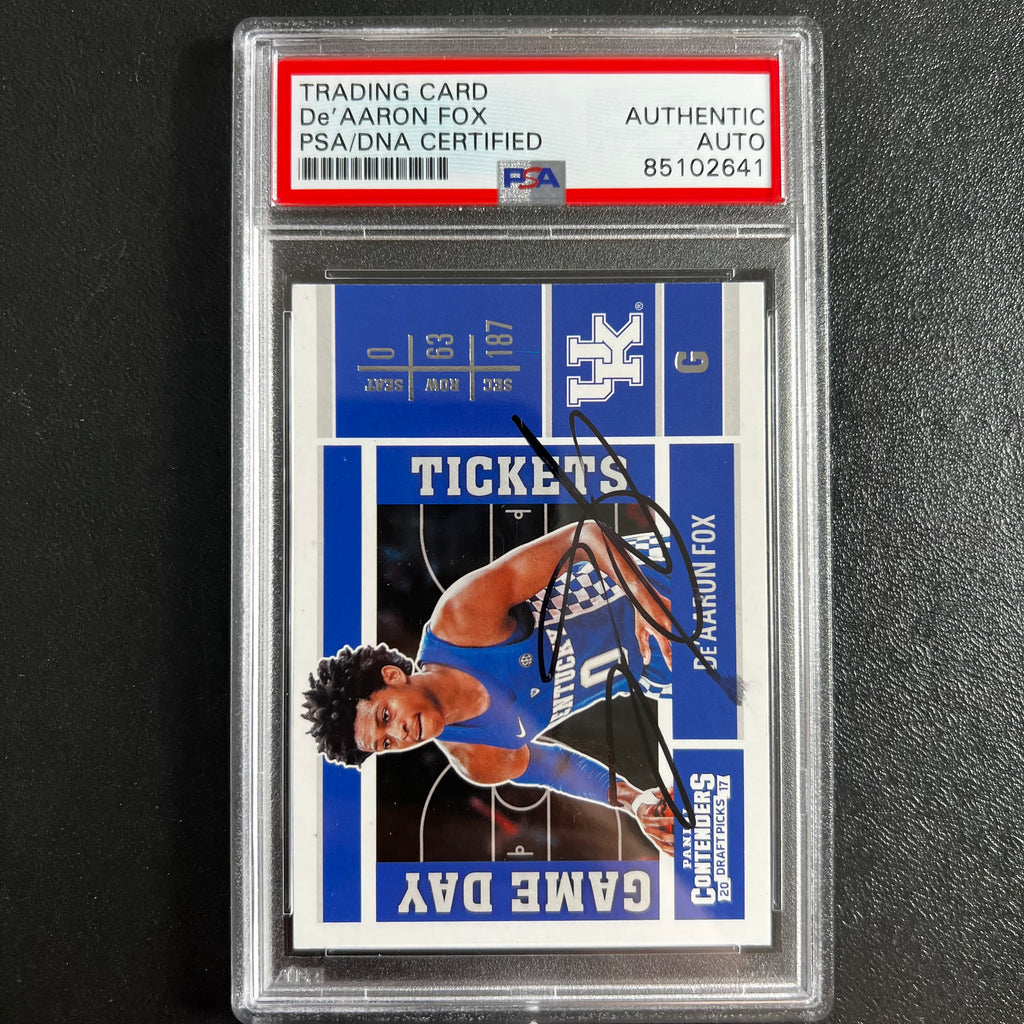 TRADING CARD
De'AARON FOX
PSA/DNA CERTIFIED
AUTHENTIC
AUTO
85102641
PSA
SEAT 0
ROW 63
SEC 187
UK
G
TICKETS
GAME DAY
KENTUCKY
0
De'AARON FOX
PANINI
CONTENDERS
20 DRAFT PICKS 17